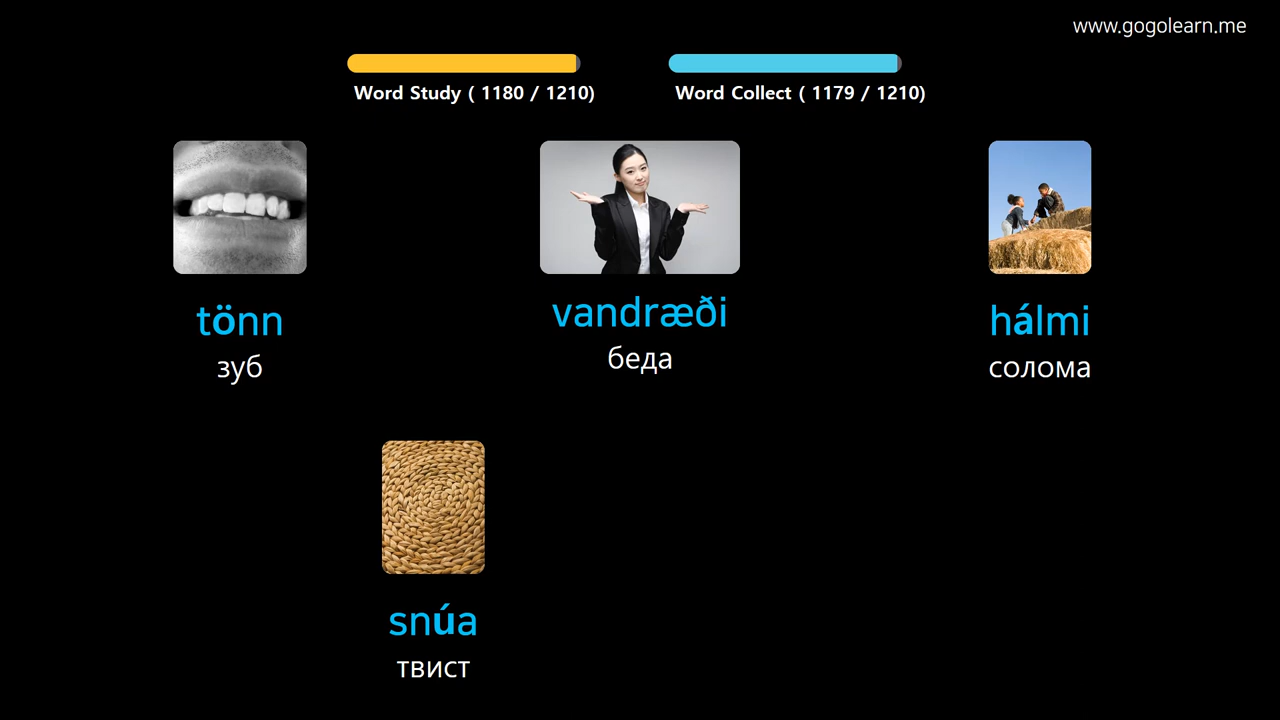 www.gogolearn.me
Word Study ( 1180 / 1210)
Word Collect ( 1179 / 1210)
tönn
зуб
vandræði
беда
hálmi
солома
snúa
твист